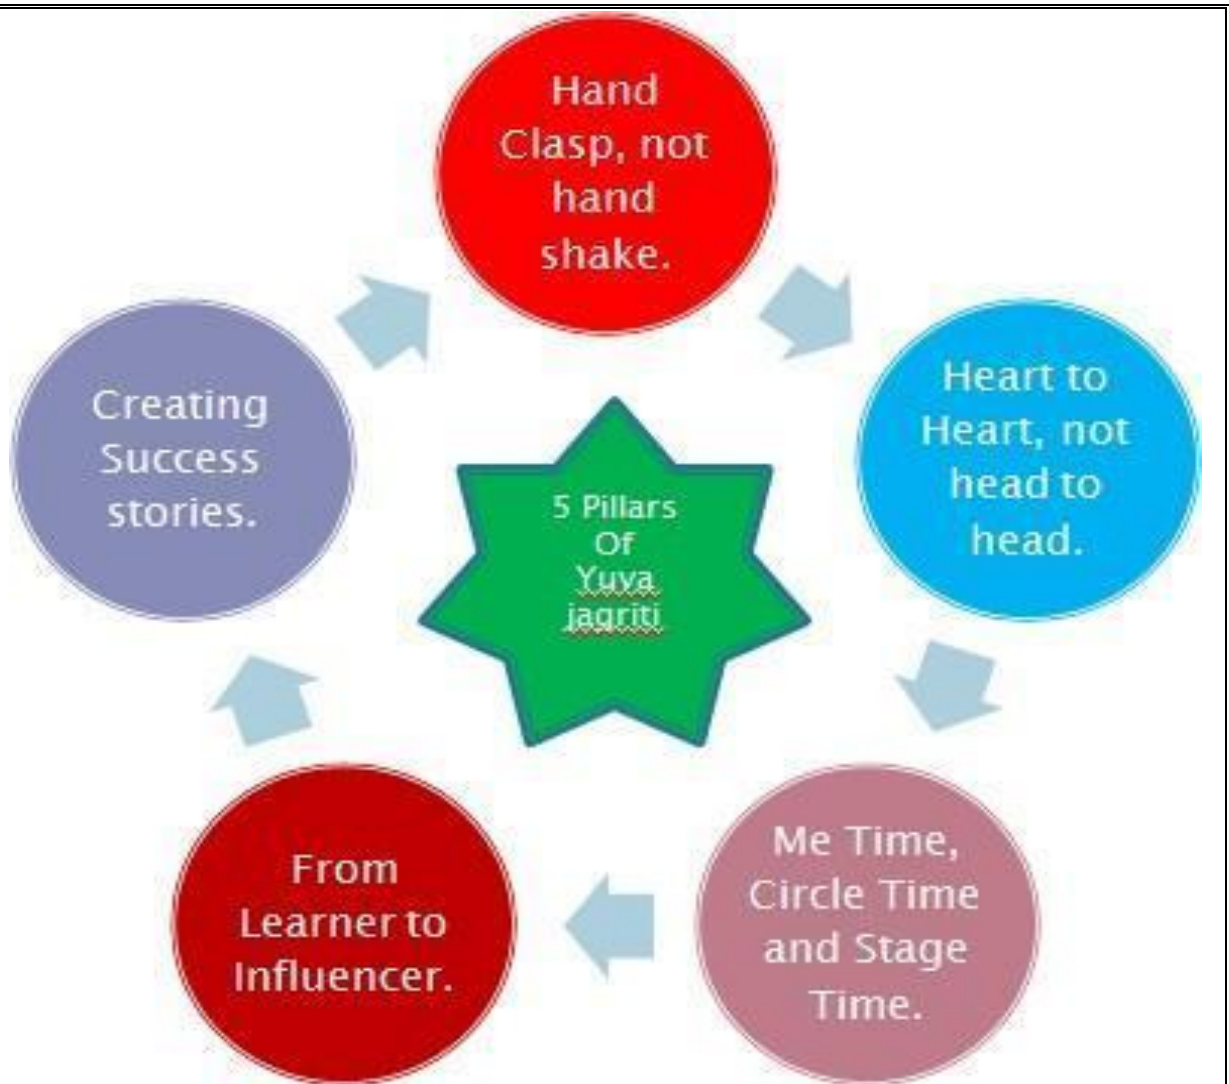 Hand
Clasp, not
hand
shake.
Heart to
Heart, not
head to
head.
Me Time,
Circle Time
and Stage
Time.
From
Learner to
Influencer.
Creating
Success
stories.
5 Pillars
Of
Yuva
jagriti